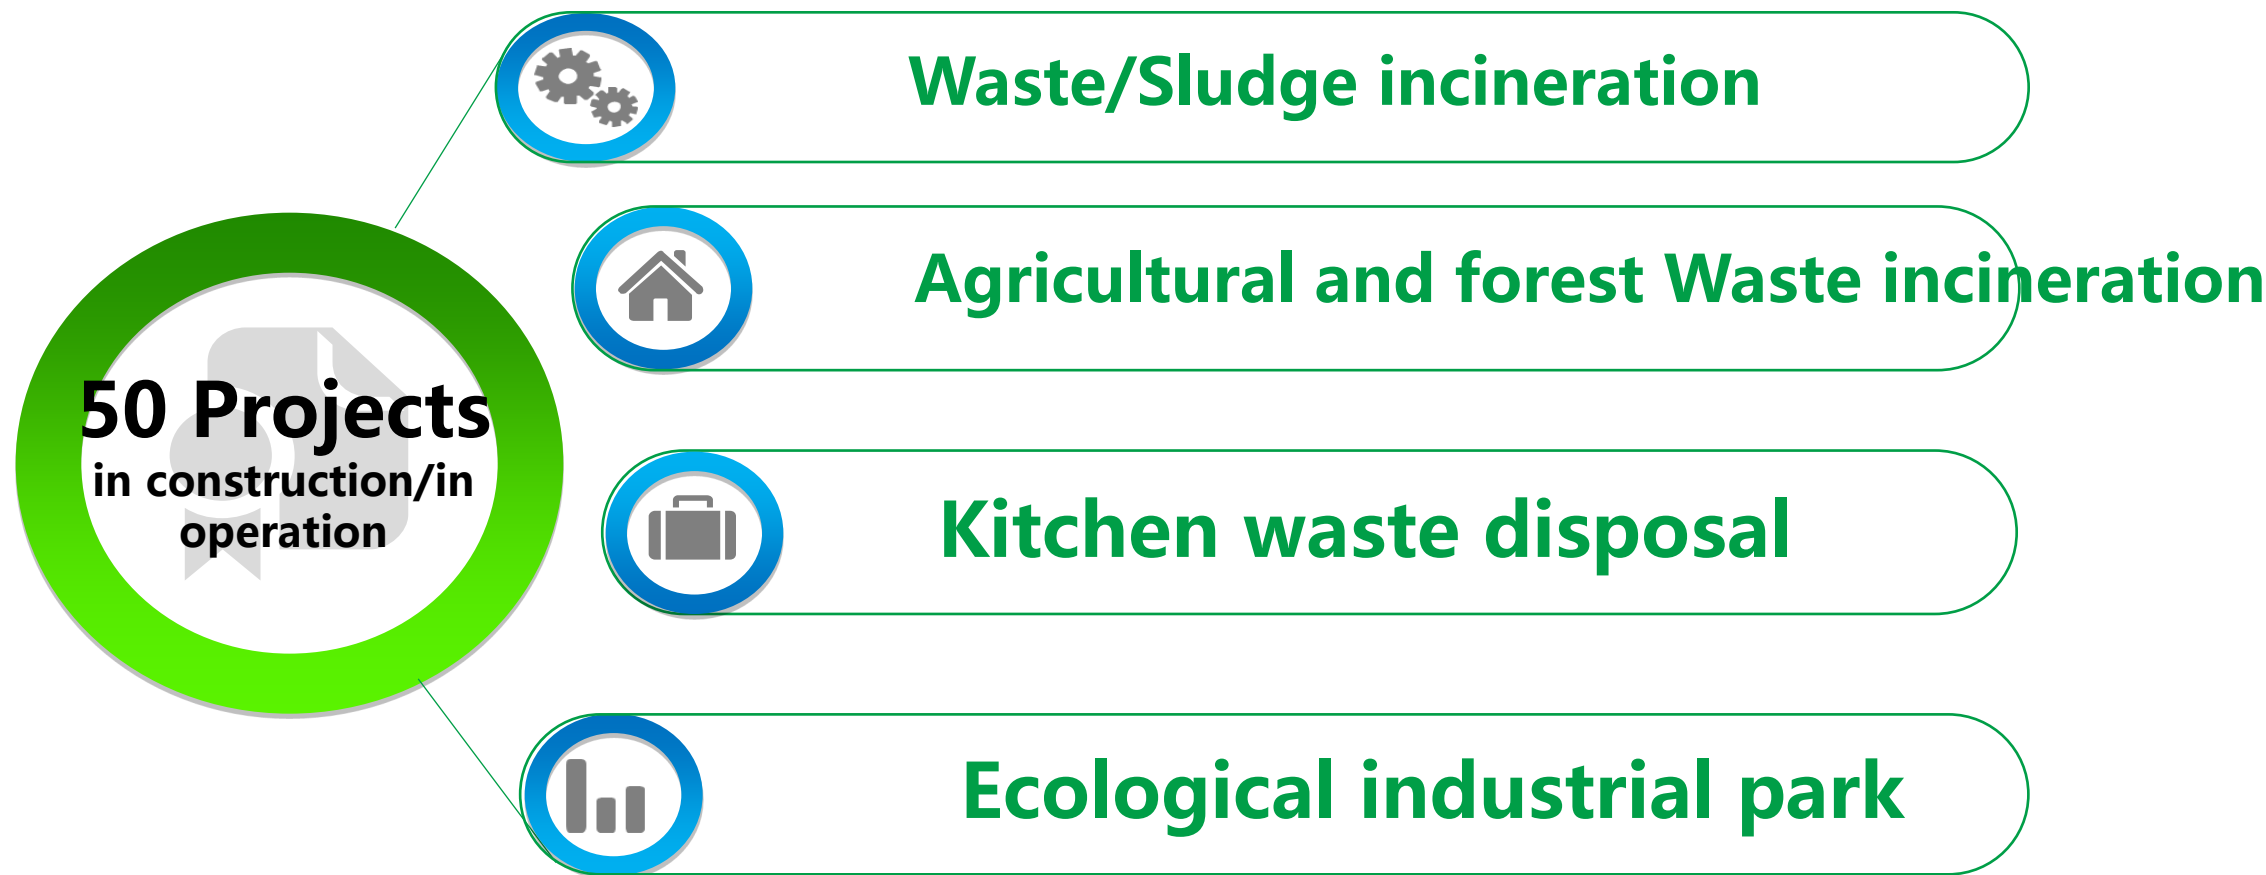 Waste/Sludge incineration
Agricultural and forest Waste incineration
50 Projects
in construction/in
operation
Kitchen waste disposal
Ecological industrial park